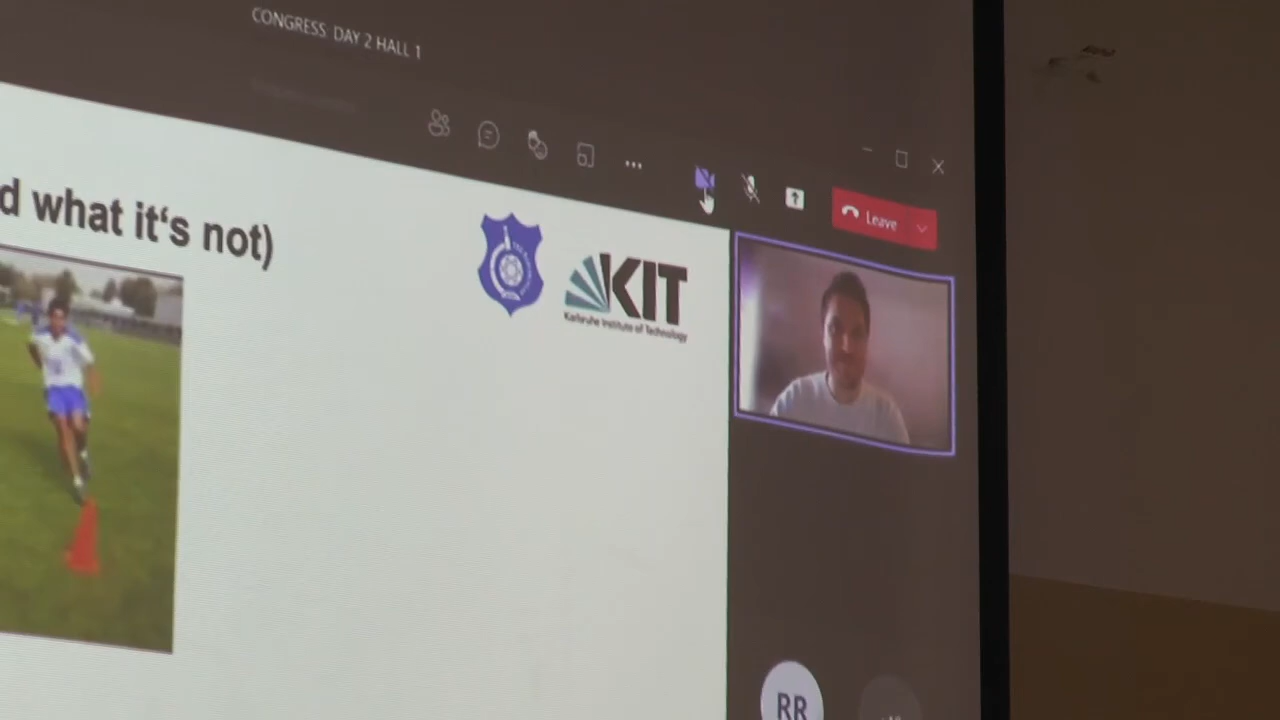 CONGRESS DAY 2 HALL 1
Leave
d what it‘s not)
KIT
Karlsruhe Institute of Technology
RR